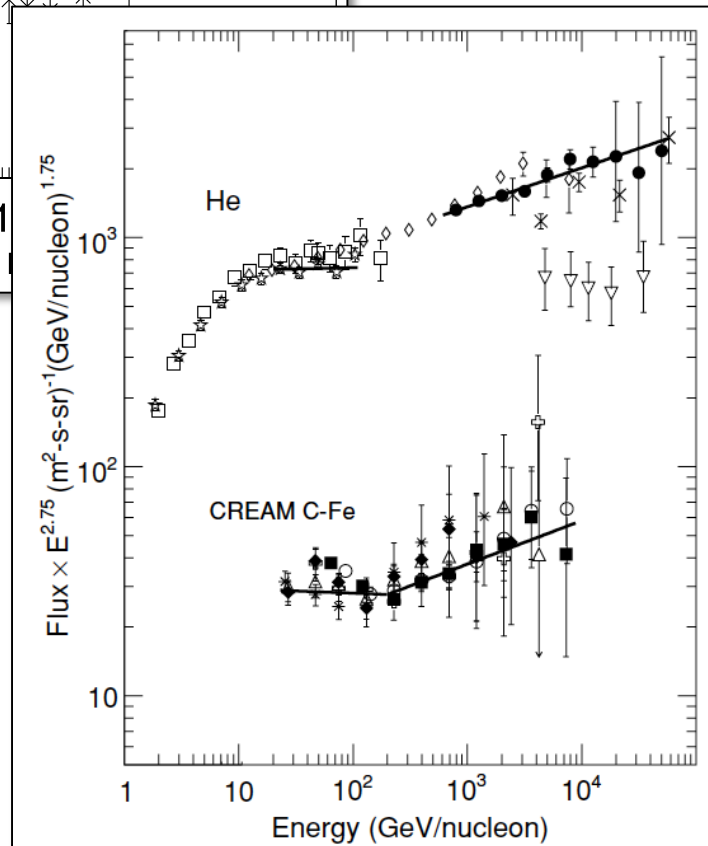 1
Flux × E^2.75 (m²-s-sr)^-1 (GeV/nucleon)^1.75
He
CREAM C-Fe
10³
10²
10
1 10 10² 10³ 10⁴
Energy (GeV/nucleon)